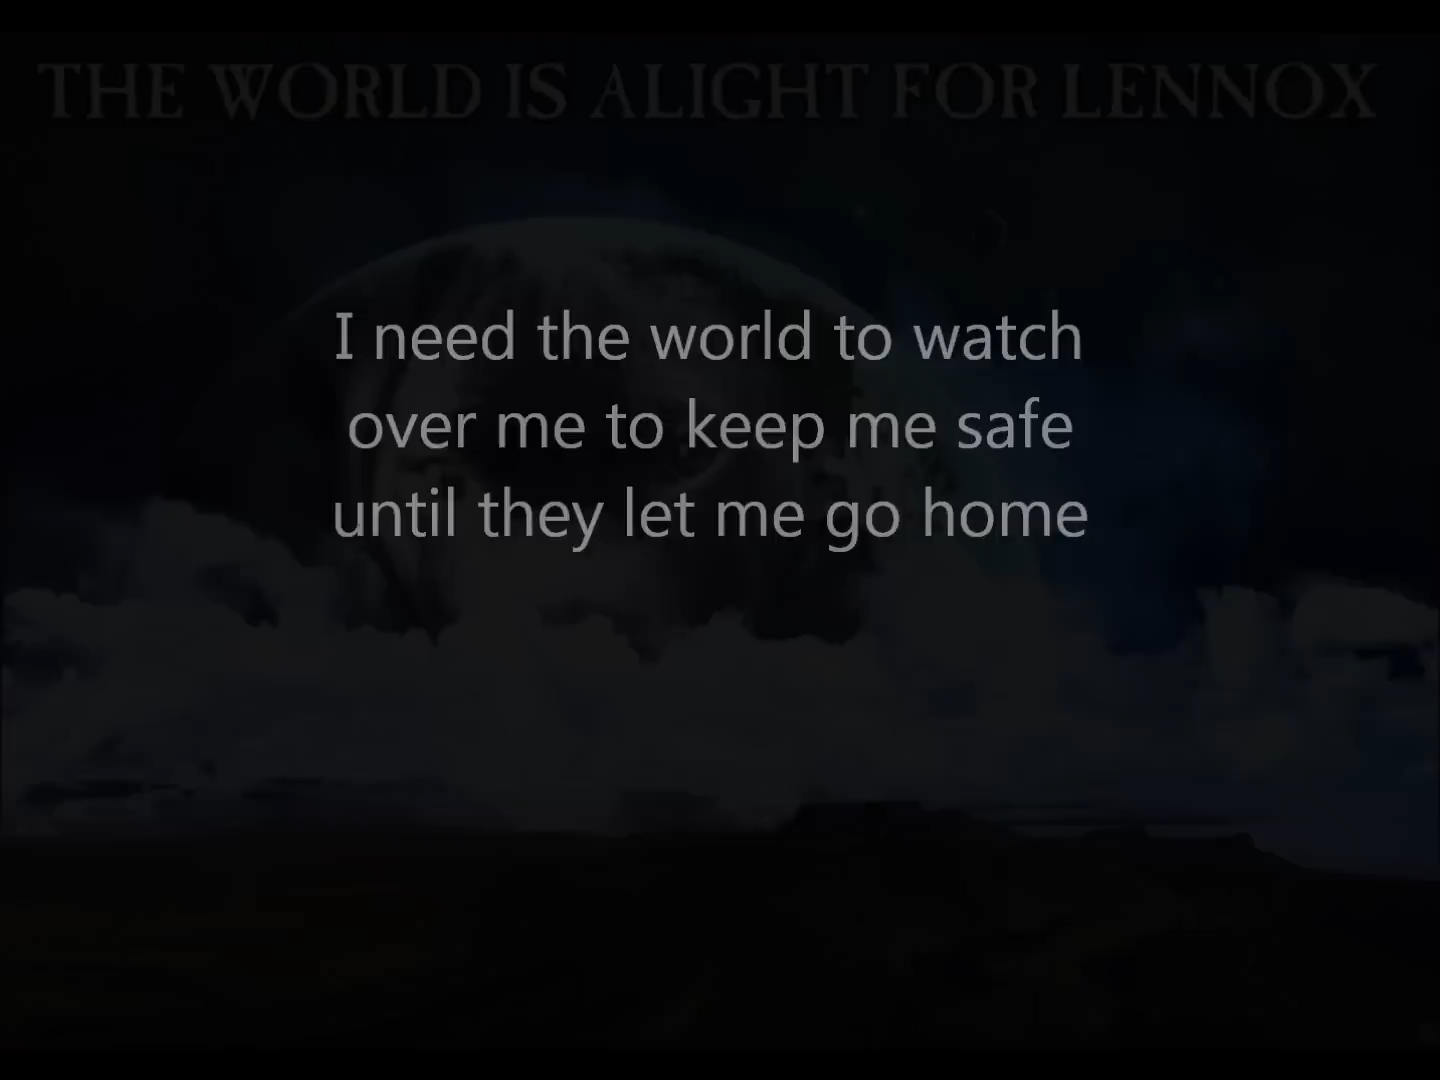 THE WORLD IS ALIGHT FOR LENNOX
I need the world to watch
over me to keep me safe
until they let me go home